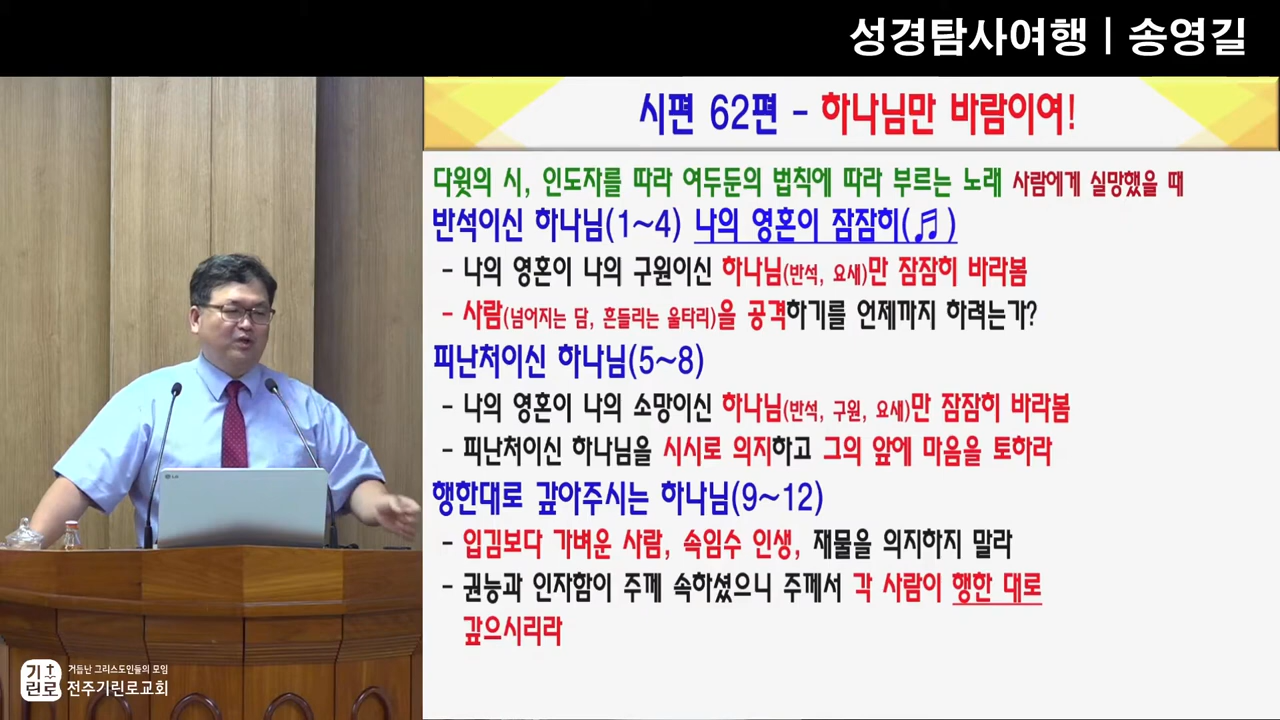 성경탐사여행 | 송영길
시편 62편 - 하나님만 바람이여!
다윗의 시, 인도자를 따라 여두둔의 법칙에 따라 부르는 노래 사람에게 실망했을 때
반석이신 하나님(1~4) 나의 영혼이 잠잠히(♬)
- 나의 영혼이 나의 구원이신 하나님(반석, 요새)만 잠잠히 바라봄
- 사람(넘어지는 담, 흔들리는 울타리)을 공격하기를 언제까지 하려는가?
피난처이신 하나님(5~8)
- 나의 영혼이 나의 소망이신 하나님(반석, 구원, 요새)만 잠잠히 바라봄
- 피난처이신 하나님을 시시로 의지하고 그의 앞에 마음을 토하라
행한대로 갚아주시는 하나님(9~12)
- 입김보다 가벼운 사람, 속임수 인생, 재물을 의지하지 말라
- 권능과 인자함이 주께 속하셨으니 주께서 각 사람이 행한 대로
갚으시리라
기린로
거듭난 그리스도인들의 모임
전주기린로교회